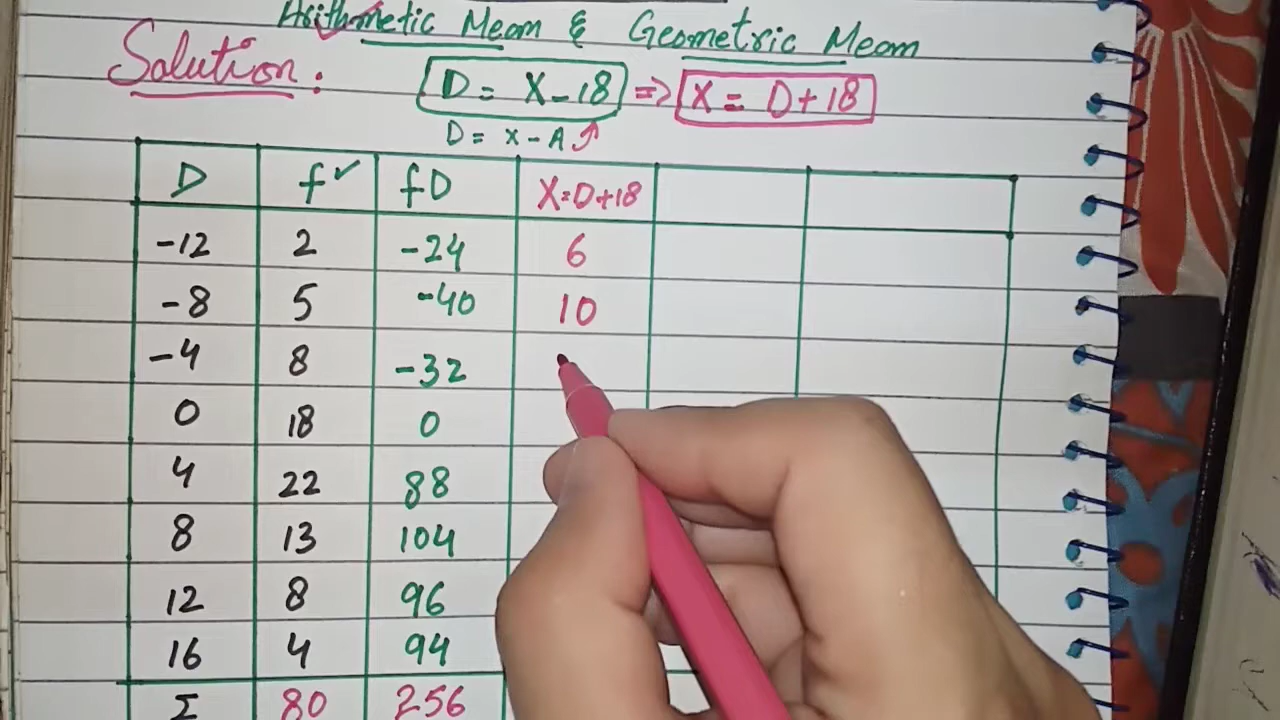 Arithmetic Mean & Geometric Mean
Solution:
D = X-18 => X = D+18
D = x - A
D f ✓ fD X=D+18
-12 2 -24 6
-8 5 -40 10
-4 8 -32
0 18 0
4 22 88
8 13 104
12 8 96
16 4 94
Σ 80 256